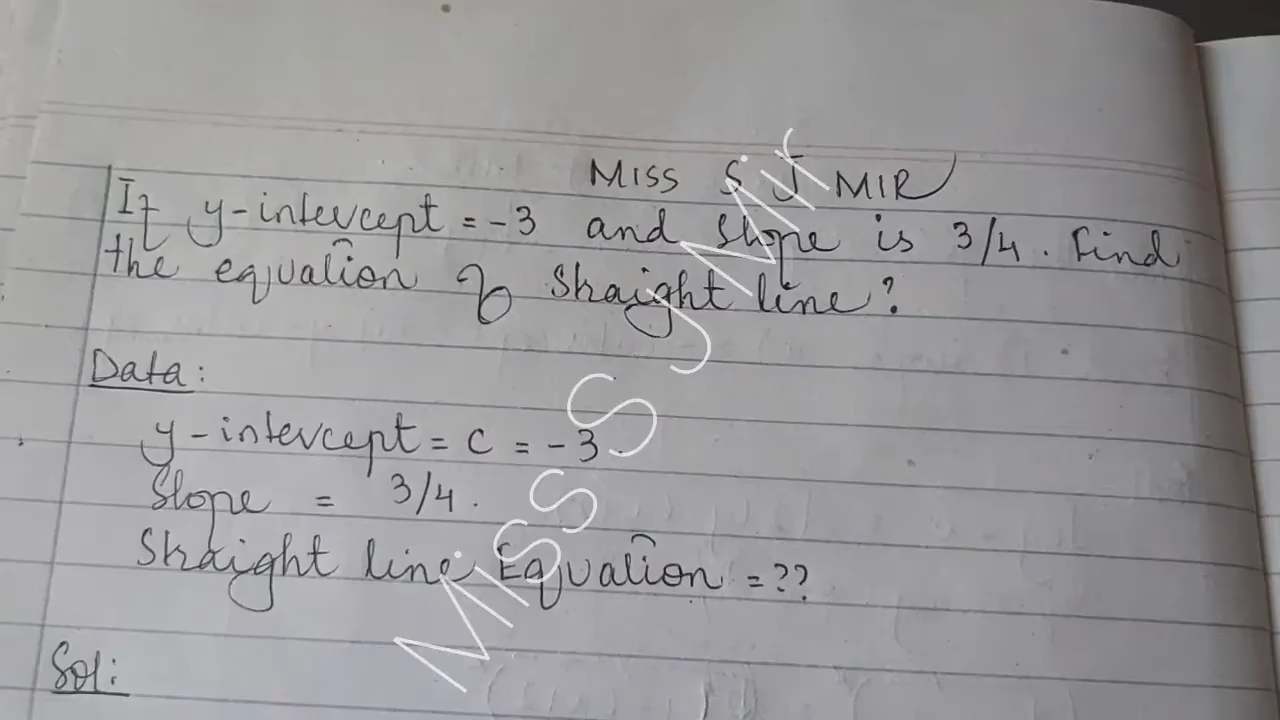 MISS S J MIR
If y-intercept = -3 and slope is 3/4. Find
the equation of Straight line?
Data:
y-intercept = c = -3
Slope = 3/4.
Straight line Equation = ??
Sol:
Miss S J Mir